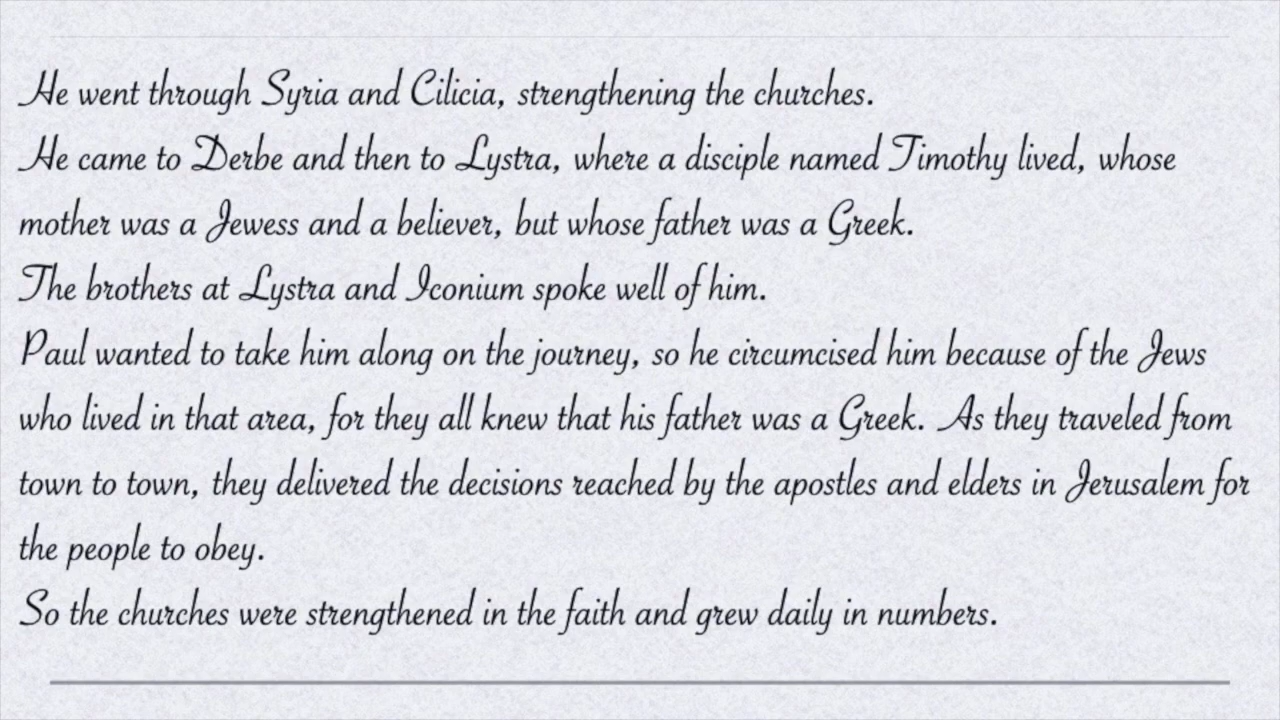 He went through Syria and Cilicia, strengthening the churches.
He came to Derbe and then to Lystra, where a disciple named Timothy lived, whose
mother was a Jewess and a believer, but whose father was a Greek.
The brothers at Lystra and Iconium spoke well of him.
Paul wanted to take him along on the journey, so he circumcised him because of the Jews
who lived in that area, for they all knew that his father was a Greek. As they traveled from
town to town, they delivered the decisions reached by the apostles and elders in Jerusalem for
the people to obey.
So the churches were strengthened in the faith and grew daily in numbers.